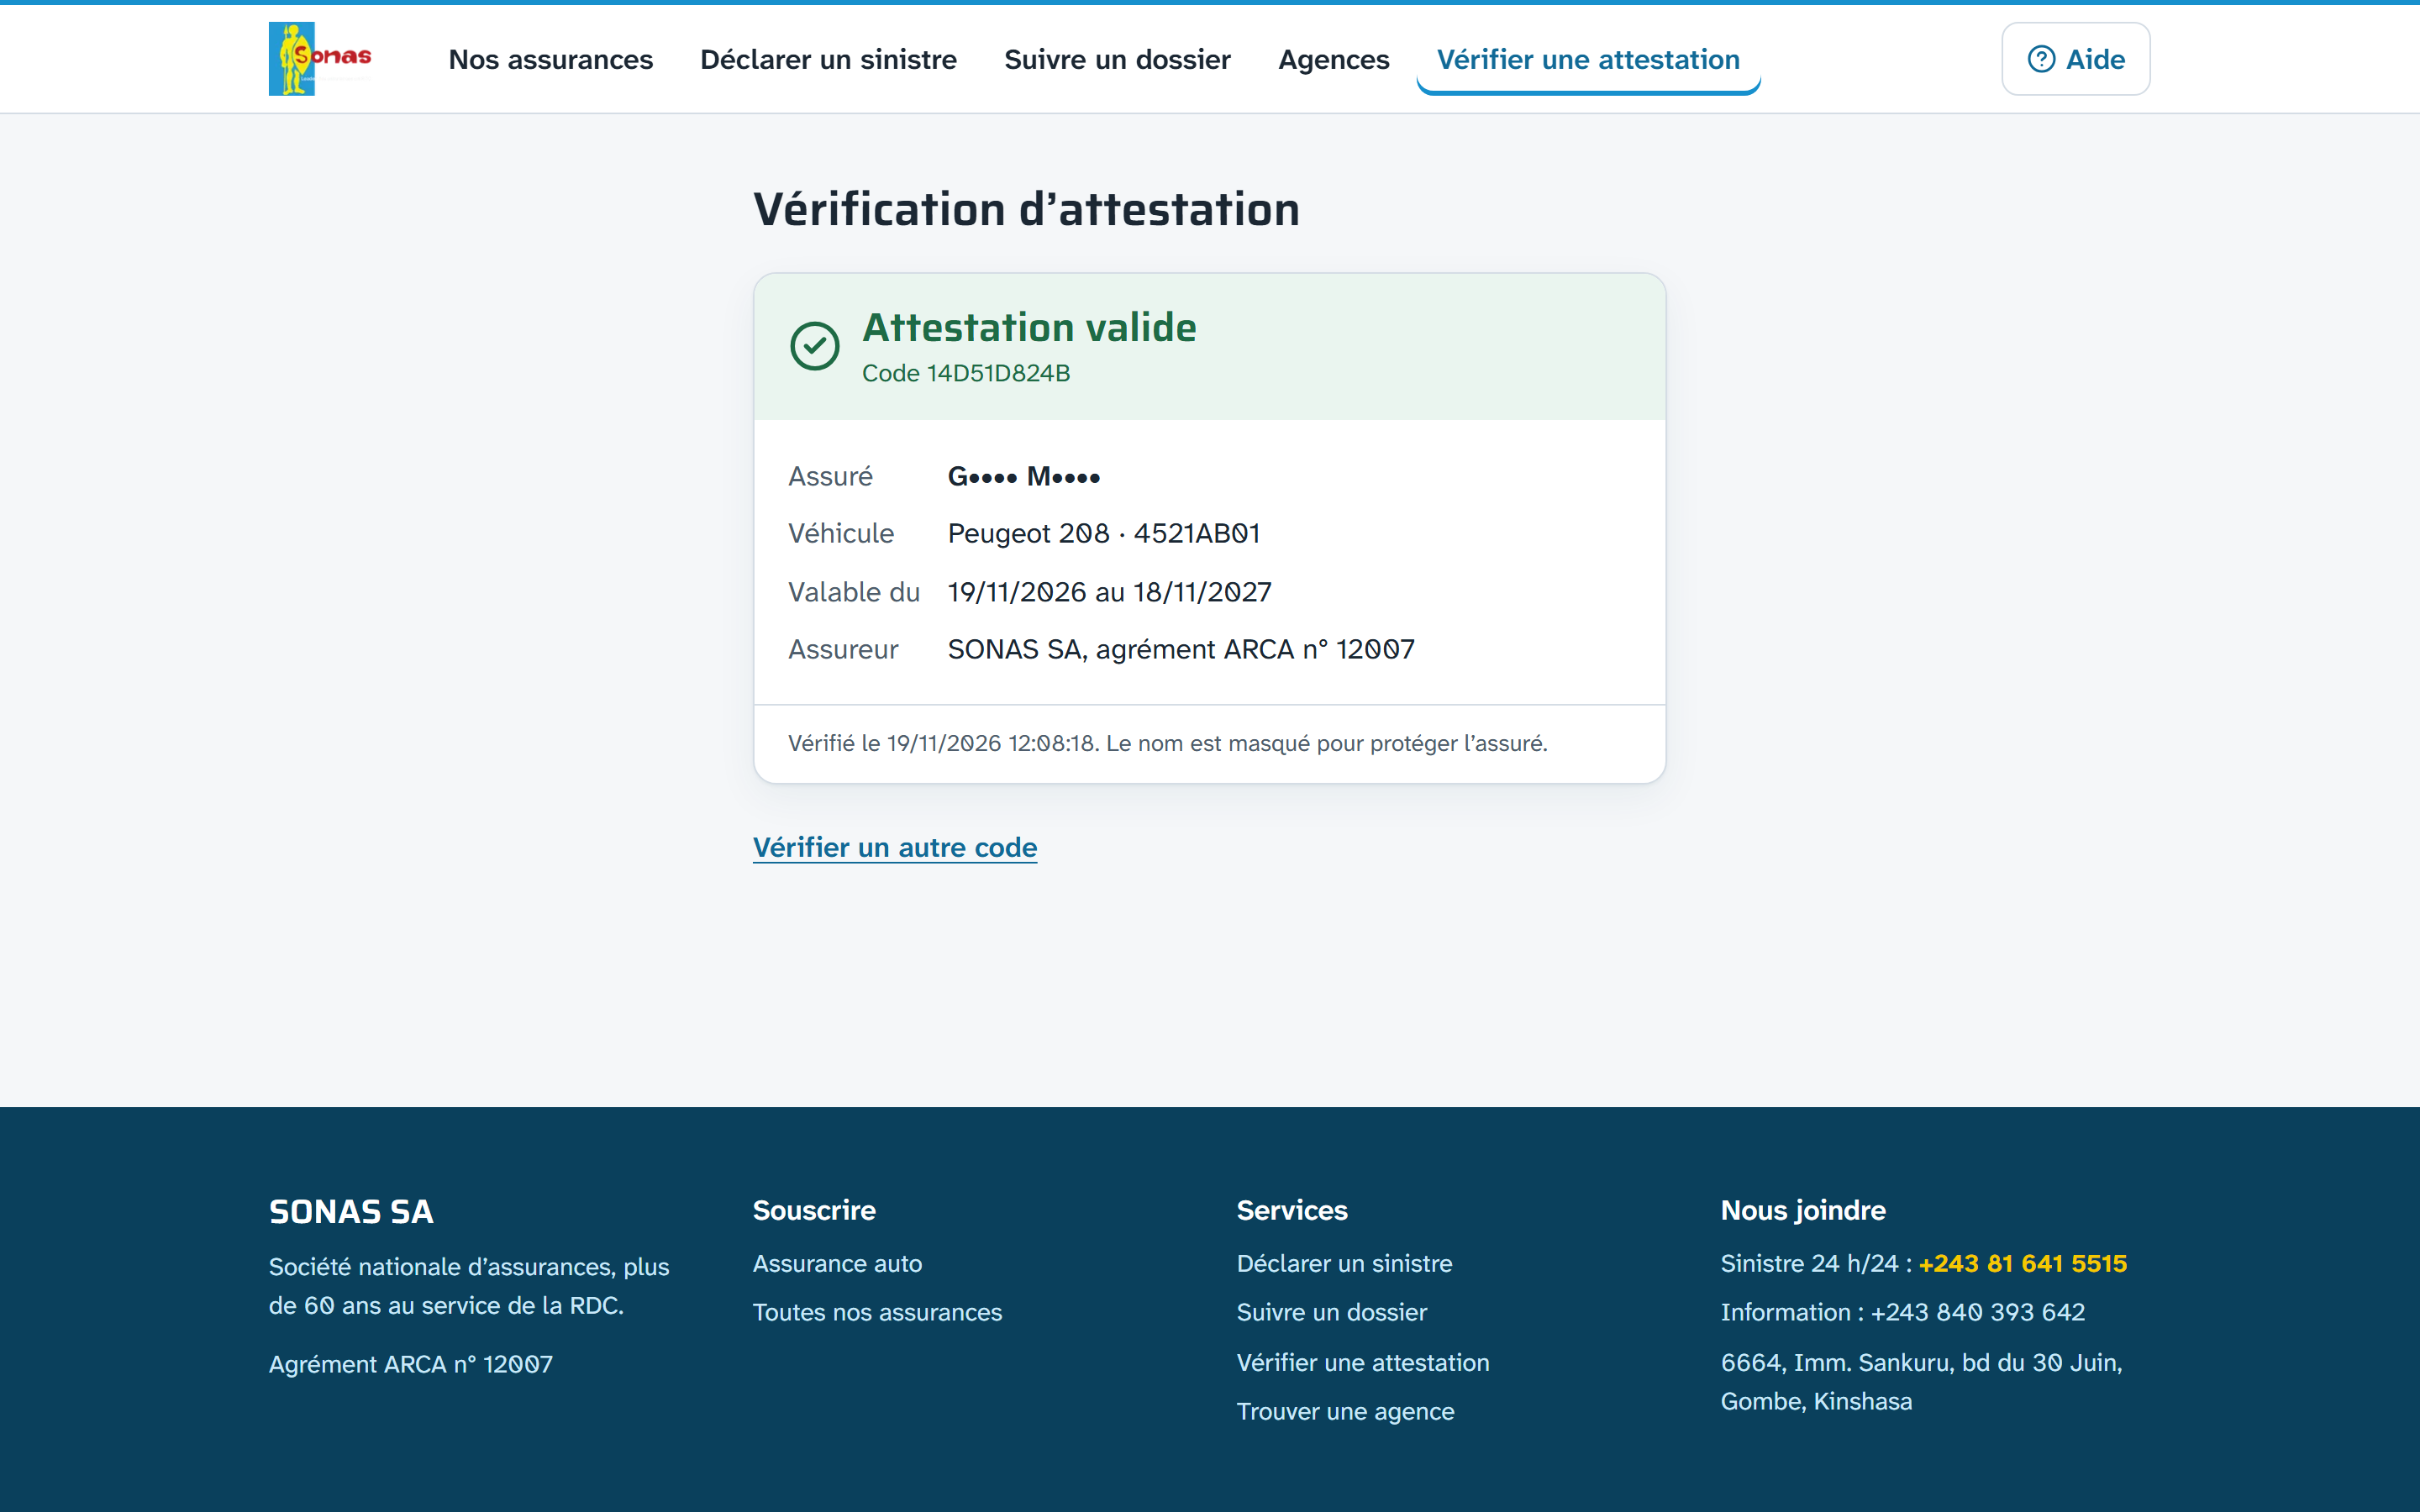 Sonas
Nos assurances
Déclarer un sinistre
Suivre un dossier
Agences
Vérifier une attestation
Aide
Vérification d’attestation
Attestation valide
Code 14D51D824B
Assuré G•••• M••••
Véhicule Peugeot 208 · 4521AB01
Valable du 19/11/2026 au 18/11/2027
Assureur SONAS SA, agrément ARCA n° 12007
Vérifié le 19/11/2026 12:08:18. Le nom est masqué pour protéger l’assuré.
Vérifier un autre code
SONAS SA
Société nationale d’assurances, plus
de 60 ans au service de la RDC.
Agrément ARCA n° 12007
Souscrire
Assurance auto
Toutes nos assurances
Services
Déclarer un sinistre
Suivre un dossier
Vérifier une attestation
Trouver une agence
Nous joindre
Sinistre 24 h/24 : +243 81 641 5515
Information : +243 840 393 642
6664, Imm. Sankuru, bd du 30 Juin,
Gombe, Kinshasa